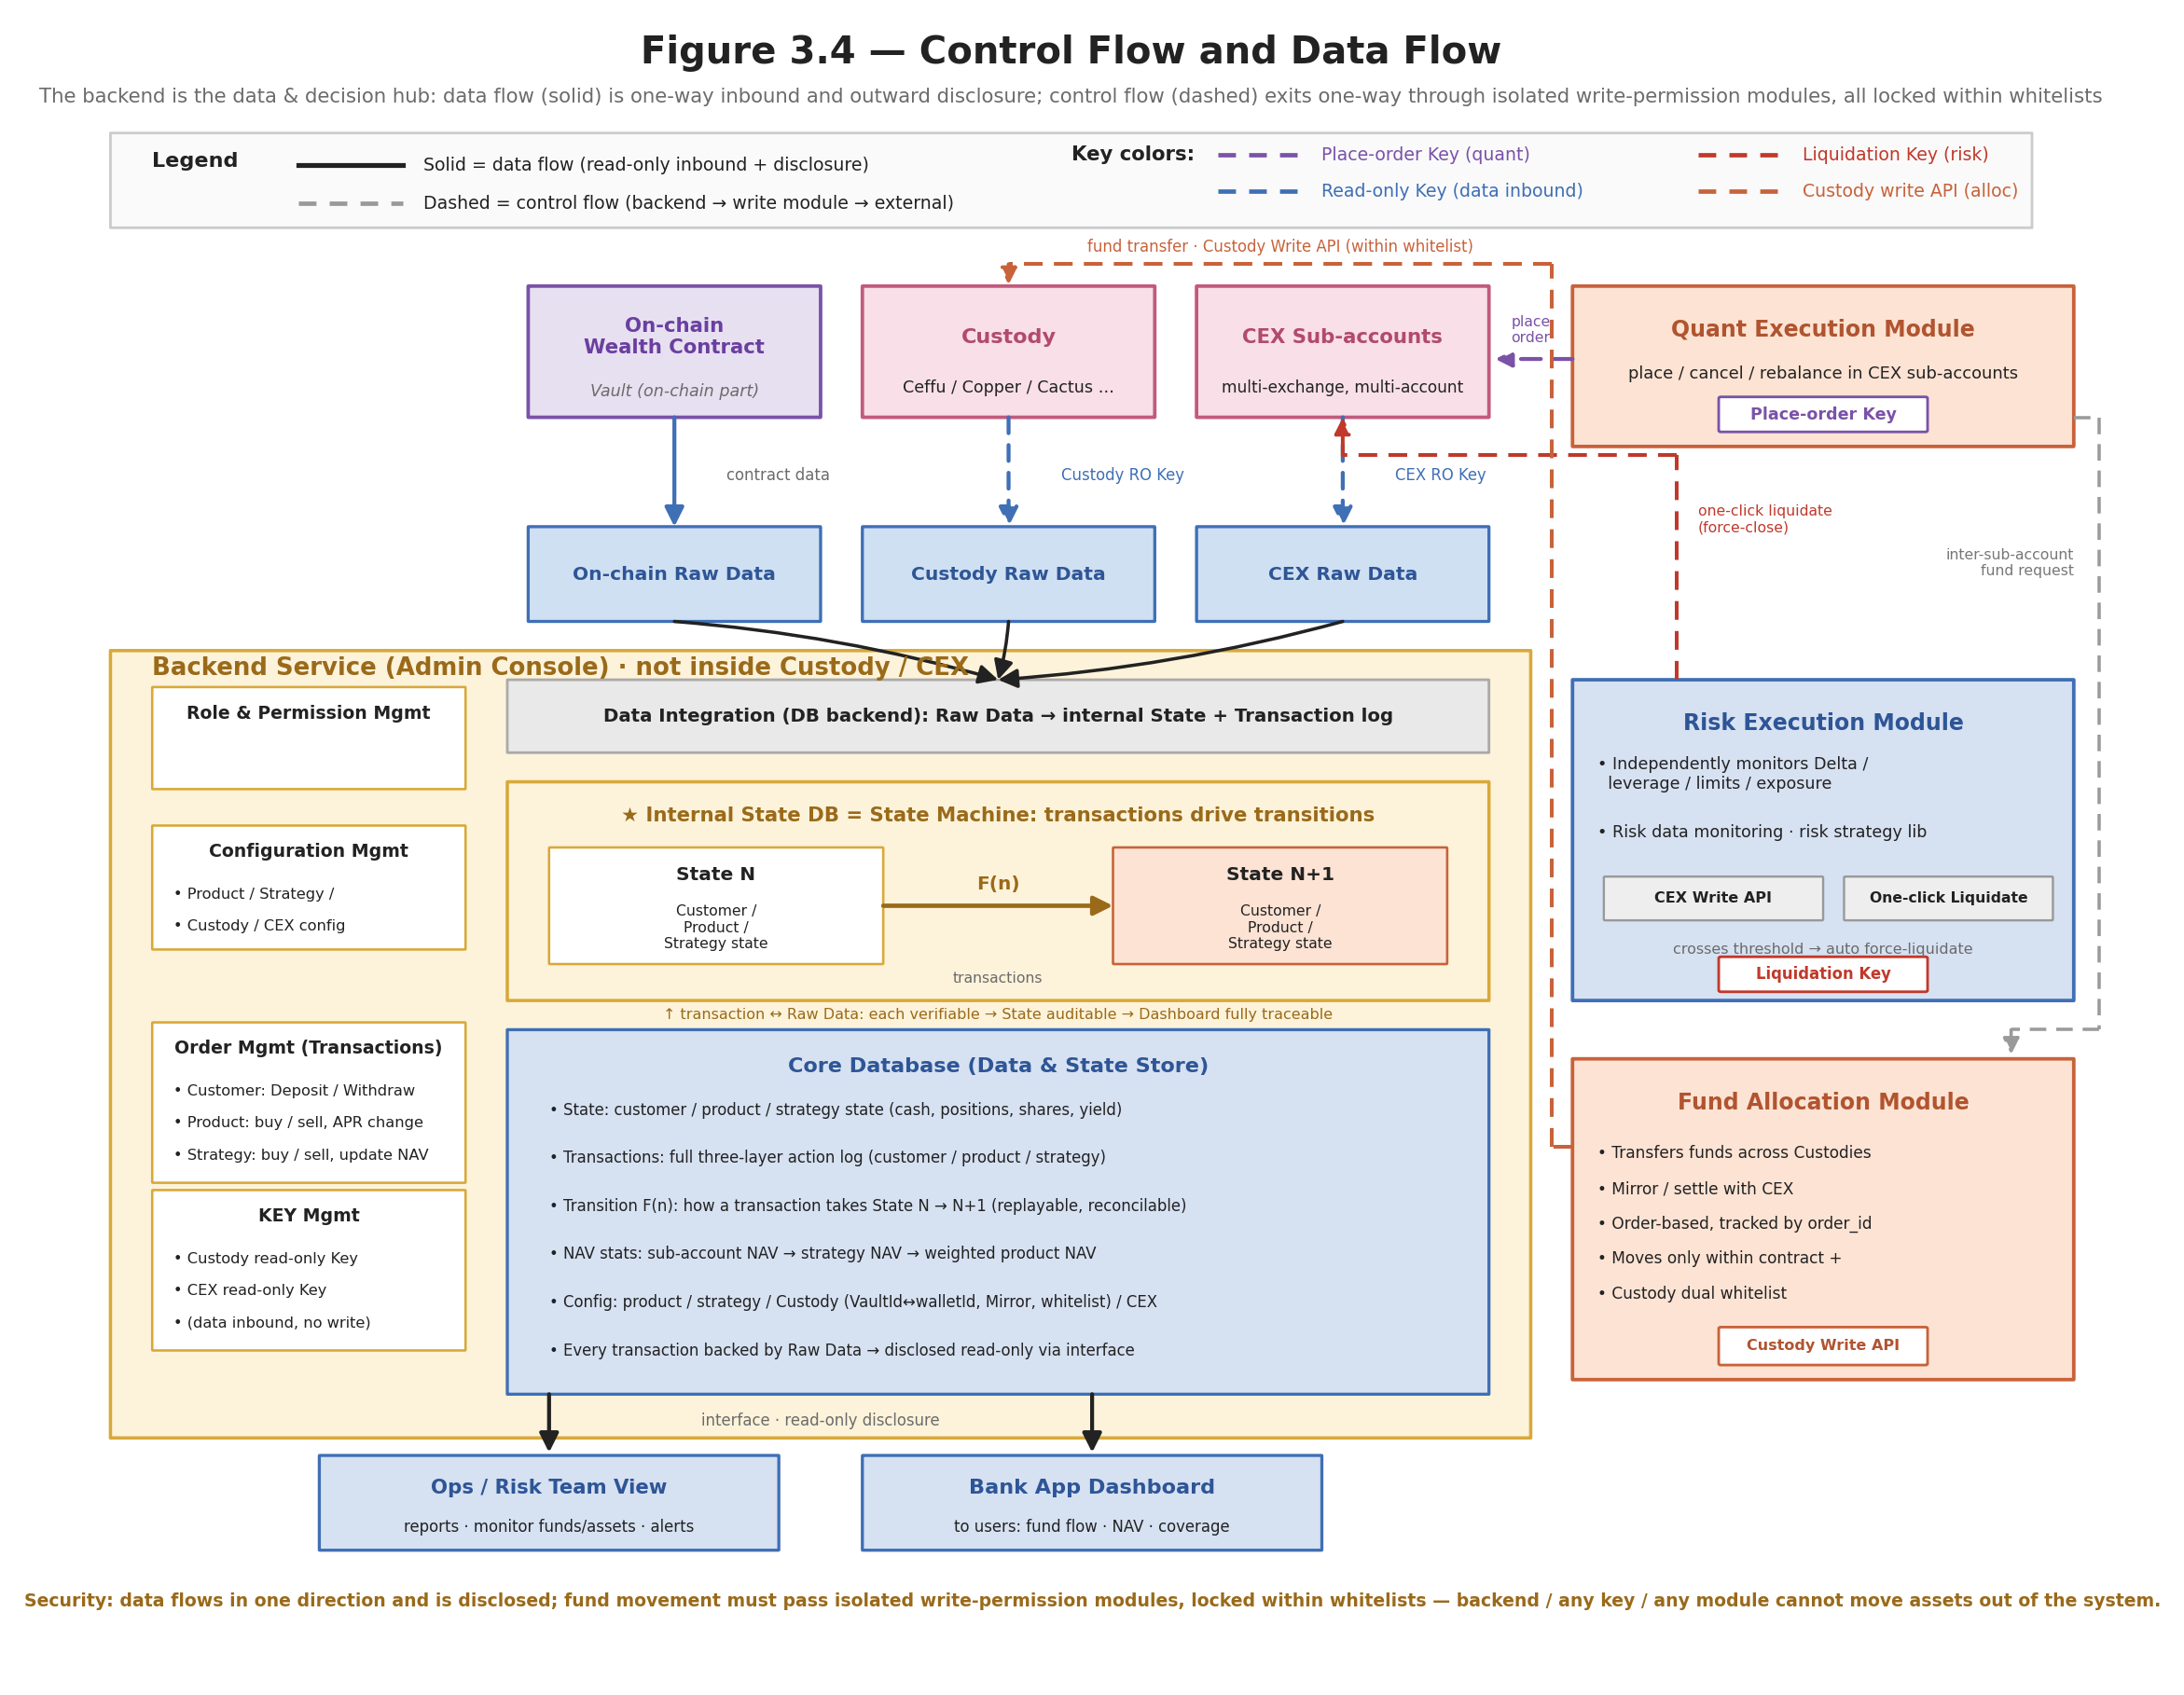 Figure 3.4 — Control Flow and Data Flow
The backend is the data & decision hub: data flow (solid) is one-way inbound and outward disclosure; control flow (dashed) exits one-way through isolated write-permission modules, all locked within whitelists
Legend
Solid = data flow (read-only inbound + disclosure)
Dashed = control flow (backend → write module → external)
Key colors:
Place-order Key (quant)
Liquidation Key (risk)
Read-only Key (data inbound)
Custody write API (alloc)
fund transfer · Custody Write API (within whitelist)
On-chain
Wealth Contract
Vault (on-chain part)
Custody
Ceffu / Copper / Cactus ...
CEX Sub-accounts
multi-exchange, multi-account
place
order
Quant Execution Module
place / cancel / rebalance in CEX sub-accounts
Place-order Key
contract data
Custody RO Key
CEX RO Key
one-click liquidate
(force-close)
inter-sub-account
fund request
On-chain Raw Data
Custody Raw Data
CEX Raw Data
Backend Service (Admin Console) · not inside Custody / CEX
Role & Permission Mgmt
Configuration Mgmt
• Product / Strategy /
• Custody / CEX config
Order Mgmt (Transactions)
• Customer: Deposit / Withdraw
• Product: buy / sell, APR change
• Strategy: buy / sell, update NAV
KEY Mgmt
• Custody read-only Key
• CEX read-only Key
• (data inbound, no write)
Data Integration (DB backend): Raw Data → internal State + Transaction log
★ Internal State DB = State Machine: transactions drive transitions
State N
Customer /
Product /
Strategy state
F(n)
State N+1
Customer /
Product /
Strategy state
transactions
↑ transaction ↔ Raw Data: each verifiable → State auditable → Dashboard fully traceable
Core Database (Data & State Store)
• State: customer / product / strategy state (cash, positions, shares, yield)
• Transactions: full three-layer action log (customer / product / strategy)
• Transition F(n): how a transaction takes State N → N+1 (replayable, reconcilable)
• NAV stats: sub-account NAV → strategy NAV → weighted product NAV
• Config: product / strategy / Custody (VaultId↔walletId, Mirror, whitelist) / CEX
• Every transaction backed by Raw Data → disclosed read-only via interface
interface · read-only disclosure
Risk Execution Module
• Independently monitors Delta /
leverage / limits / exposure
• Risk data monitoring · risk strategy lib
CEX Write API
One-click Liquidate
crosses threshold → auto force-liquidate
Liquidation Key
Fund Allocation Module
• Transfers funds across Custodies
• Mirror / settle with CEX
• Order-based, tracked by order_id
• Moves only within contract +
• Custody dual whitelist
Custody Write API
Ops / Risk Team View
reports · monitor funds/assets · alerts
Bank App Dashboard
to users: fund flow · NAV · coverage
Security: data flows in one direction and is disclosed; fund movement must pass isolated write-permission modules, locked within whitelists — backend / any key / any module cannot move assets out of the system.